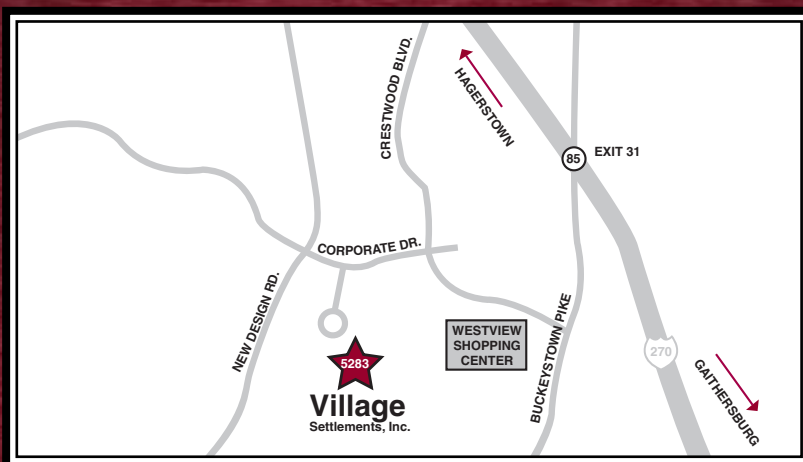 CRESTWOOD BLVD.
HAGERSTOWN
85
EXIT 31
CORPORATE DR.
NEW DESIGN RD.
BUCKEYSTOWN PIKE
WESTVIEW
SHOPPING
CENTER
270
GAITHERSBURG
5283
Village
Settlements, Inc.